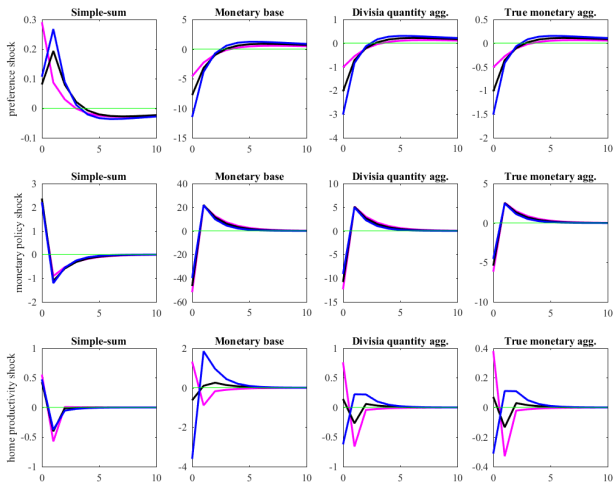 Simple-sum Monetary base Divisia quantity agg. True monetary agg.
preference shock
0.3 0.2 0.1 0 -0.1
5 0 -5 -10 -15
1 0 -1 -2 -3 -4
0.5 0 -0.5 -1 -1.5 -2
0 5 10 0 5 10 0 5 10 0 5 10
Simple-sum Monetary base Divisia quantity agg. True monetary agg.
monetary policy shock
3 2 1 0 -1 -2
40 20 0 -20 -40 -60
10 5 0 -5 -10 -15
5 0 -5 -10
0 5 10 0 5 10 0 5 10 0 5 10
Simple-sum Monetary base Divisia quantity agg. True monetary agg.
home productivity shock
1 0.5 0 -0.5 -1
2 0 -2 -4
1 0.5 0 -0.5 -1
0.4 0.2 0 -0.2 -0.4
0 5 10 0 5 10 0 5 10 0 5 10